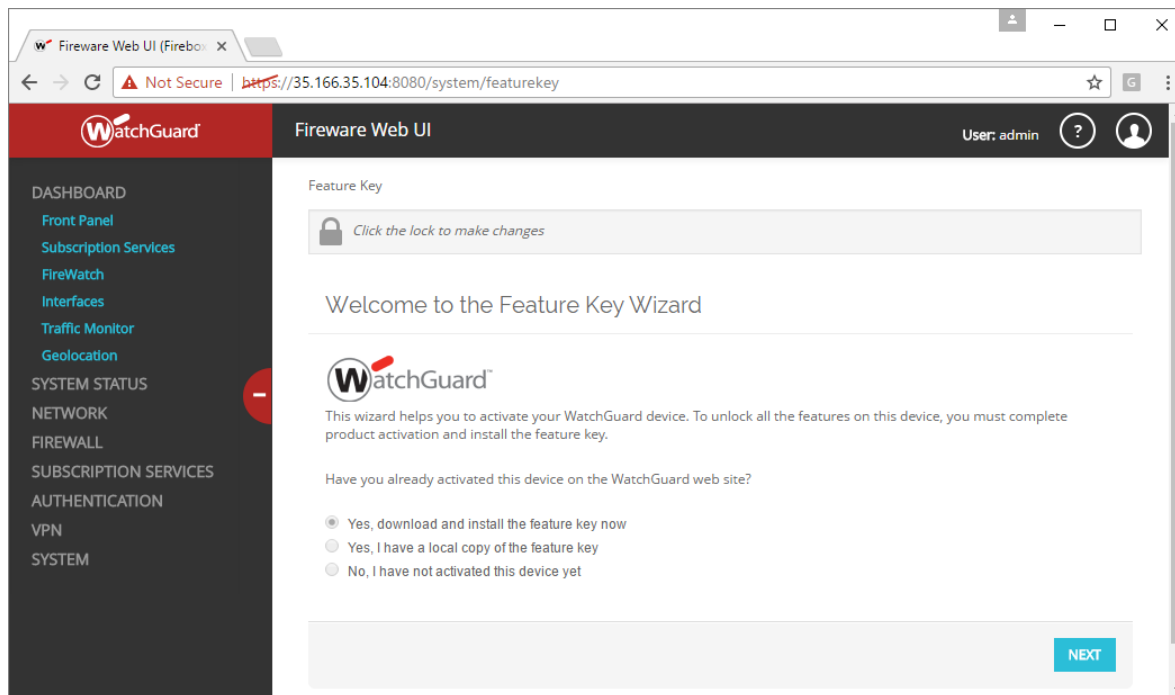 Fireware Web UI (Firebo
Not Secure | https://35.166.35.104:8080/system/featurekey
G
WatchGuard
Fireware Web UI
User: admin
?
DASHBOARD
Front Panel
Subscription Services
FireWatch
Interfaces
Traffic Monitor
Geolocation
SYSTEM STATUS
NETWORK
FIREWALL
SUBSCRIPTION SERVICES
AUTHENTICATION
VPN
SYSTEM
Feature Key
Click the lock to make changes
Welcome to the Feature Key Wizard
WatchGuard
This wizard helps you to activate your WatchGuard device. To unlock all the features on this device, you must complete
product activation and install the feature key.
Have you already activated this device on the WatchGuard web site?
Yes, download and install the feature key now
Yes, I have a local copy of the feature key
No, I have not activated this device yet
NEXT